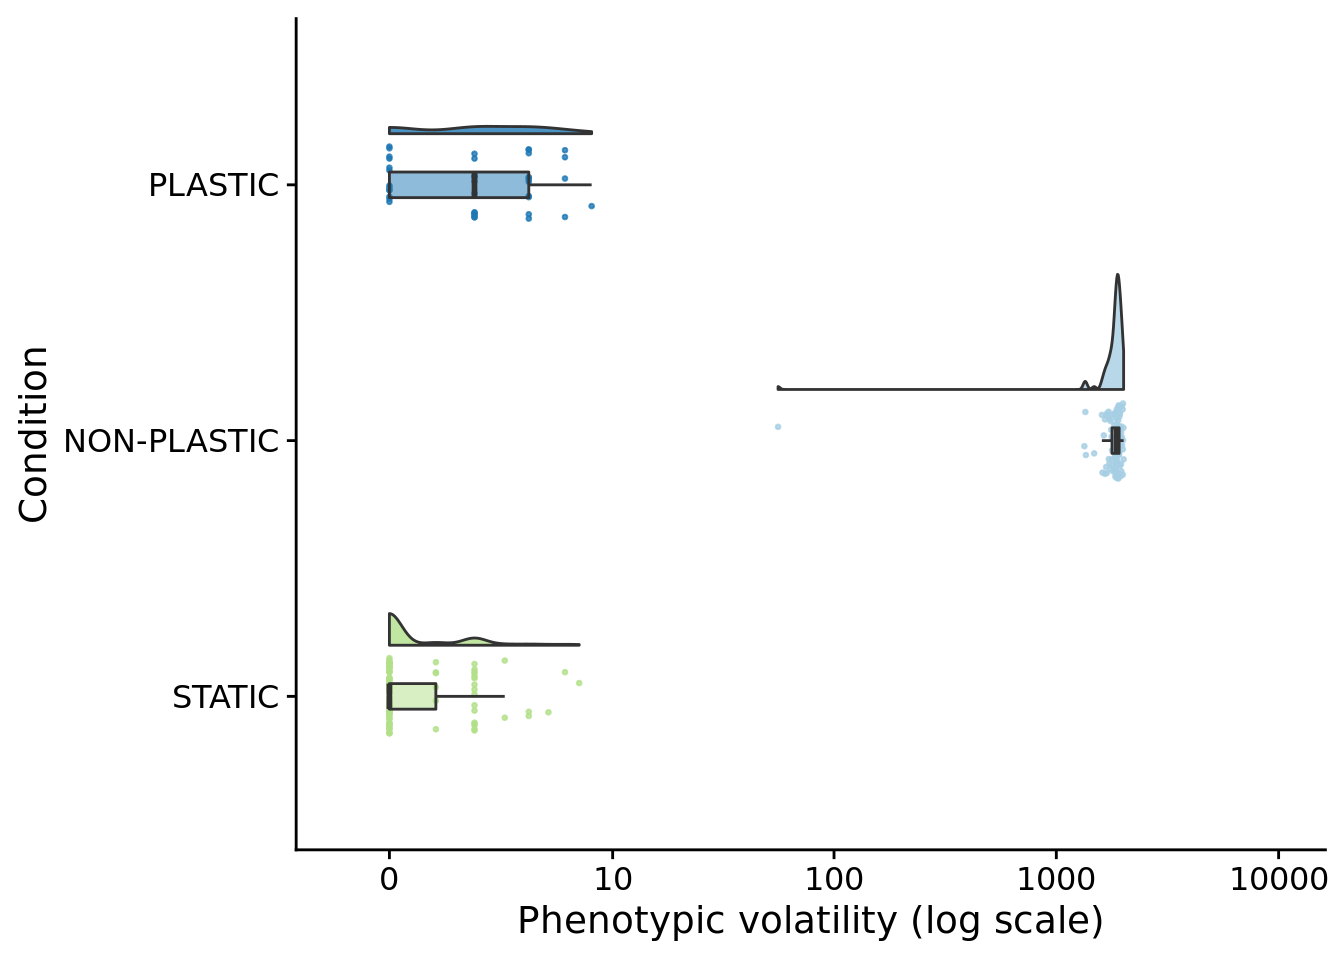 PLASTIC
NON-PLASTIC
STATIC
Condition
0 10 100 1000 10000
Phenotypic volatility (log scale)